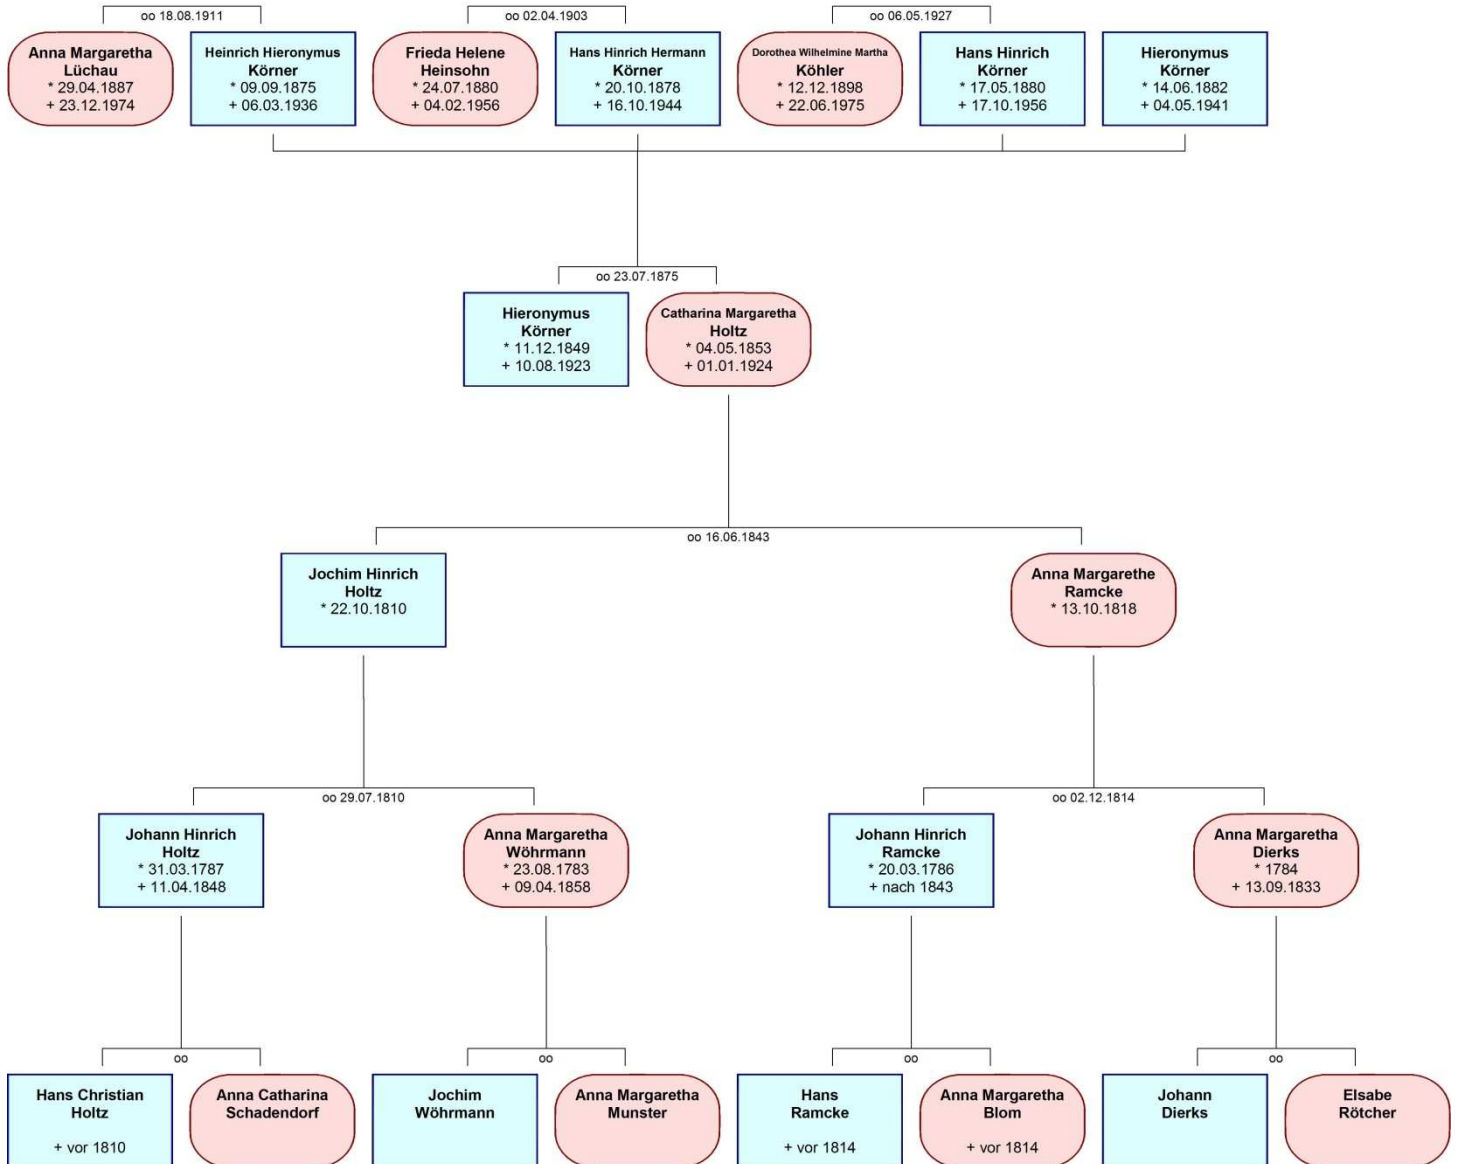 oo 18.08.1911
oo 02.04.1903
oo 06.05.1927
Anna Margaretha
Lüchau
* 29.04.1887
+ 23.12.1974
Heinrich Hieronymus
Körner
* 09.09.1875
+ 06.03.1936
Frieda Helene
Heinsohn
* 24.07.1880
+ 04.02.1956
Hans Hinrich Hermann
Körner
* 20.10.1878
+ 16.10.1944
Dorothea Wilhelmine Martha
Köhler
* 12.12.1898
+ 22.06.1975
Hans Hinrich
Körner
* 17.05.1880
+ 17.10.1956
Hieronymus
Körner
* 14.06.1882
+ 04.05.1941
oo 23.07.1875
Hieronymus
Körner
* 11.12.1849
+ 10.08.1923
Catharina Margaretha
Holtz
* 04.05.1853
+ 01.01.1924
oo 16.06.1843
Jochim Hinrich
Holtz
* 22.10.1810
Anna Margarethe
Ramcke
* 13.10.1818
oo 29.07.1810
oo 02.12.1814
Johann Hinrich
Holtz
* 31.03.1787
+ 11.04.1848
Anna Margaretha
Wöhrmann
* 23.08.1783
+ 09.04.1858
Johann Hinrich
Ramcke
* 20.03.1786
+ nach 1843
Anna Margaretha
Dierks
* 1784
+ 13.09.1833
oo
oo
oo
oo
Hans Christian
Holtz
+ vor 1810
Anna Catharina
Schadendorf
Jochim
Wöhrmann
Anna Margaretha
Munster
Hans
Ramcke
+ vor 1814
Anna Margaretha
Blom
+ vor 1814
Johann
Dierks
Elsabe
Rötcher